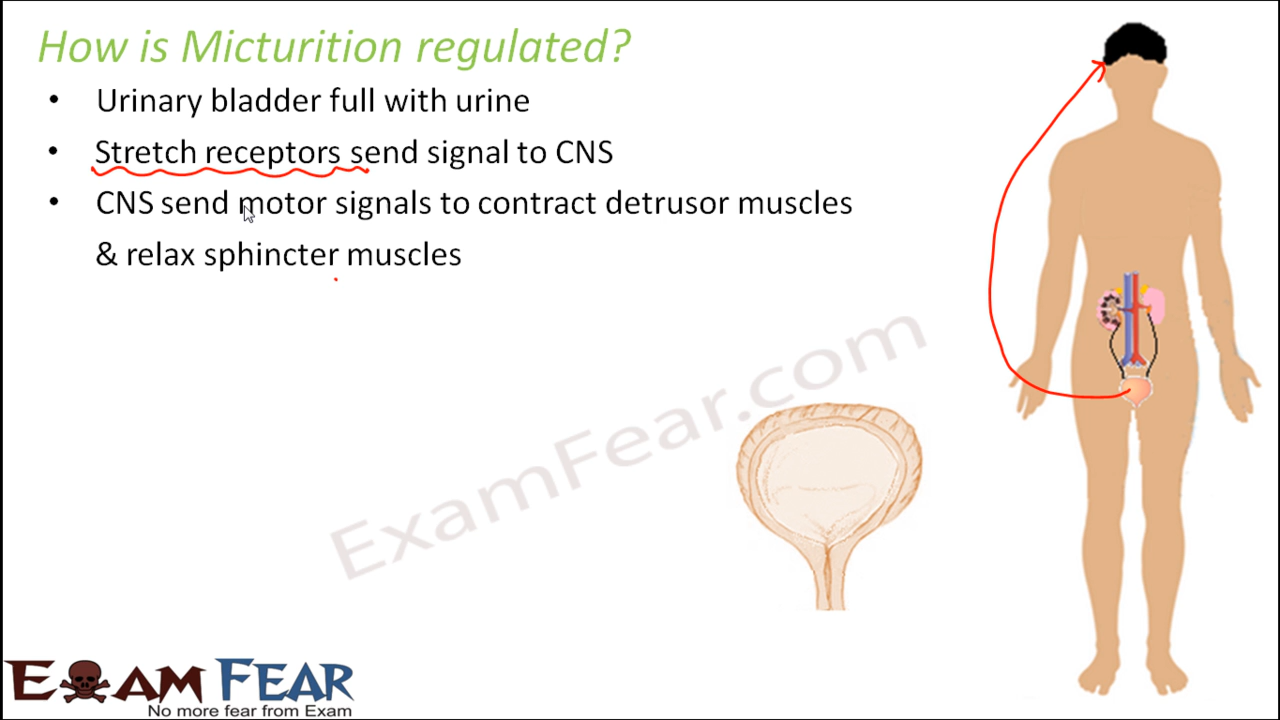 How is Micturition regulated?
• Urinary bladder full with urine
• Stretch receptors send signal to CNS
• CNS send motor signals to contract detrusor muscles
& relax sphincter muscles
ExamFear.com
EXAM FEAR
No more fear from Exam